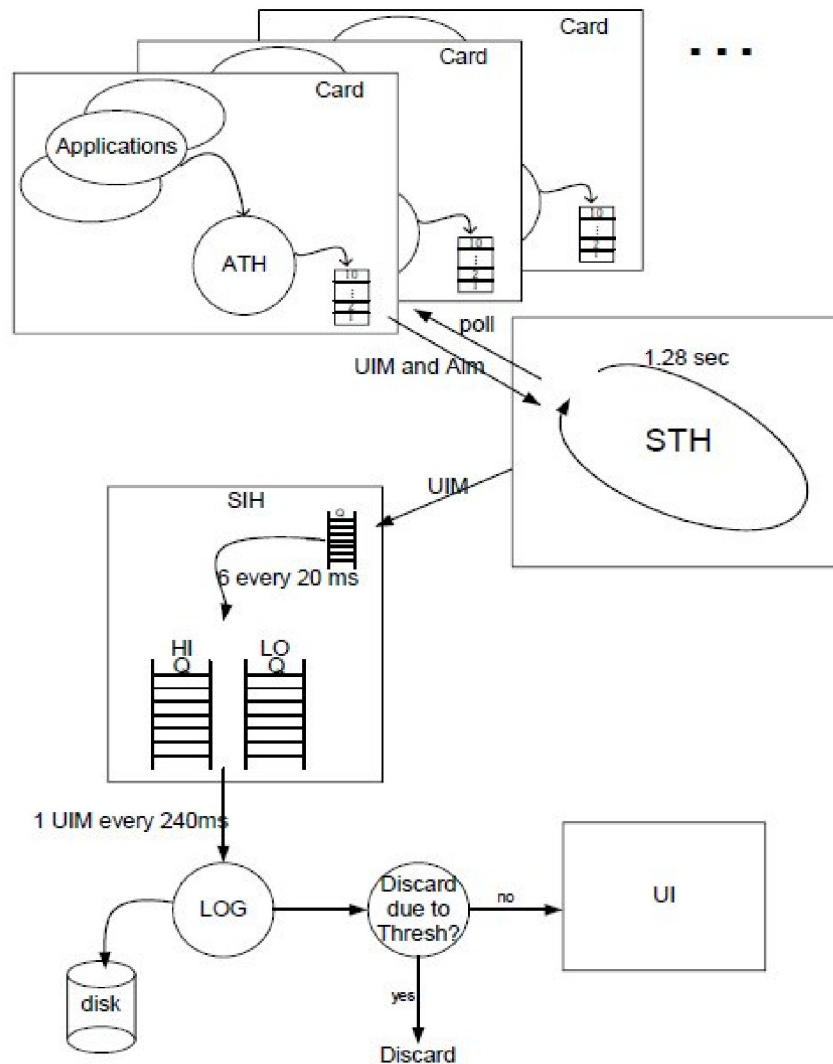 Card
Card
Card
Applications
ATH
10
2
1
10
2
1
10
2
1
poll
UIM and Alm
1.28 sec
STH
UIM
SIH
Q
6 every 20 ms
HI
Q
LO
Q
1 UIM every 240ms
LOG
Discard
due to
Thresh?
no
UI
disk
yes
Discard